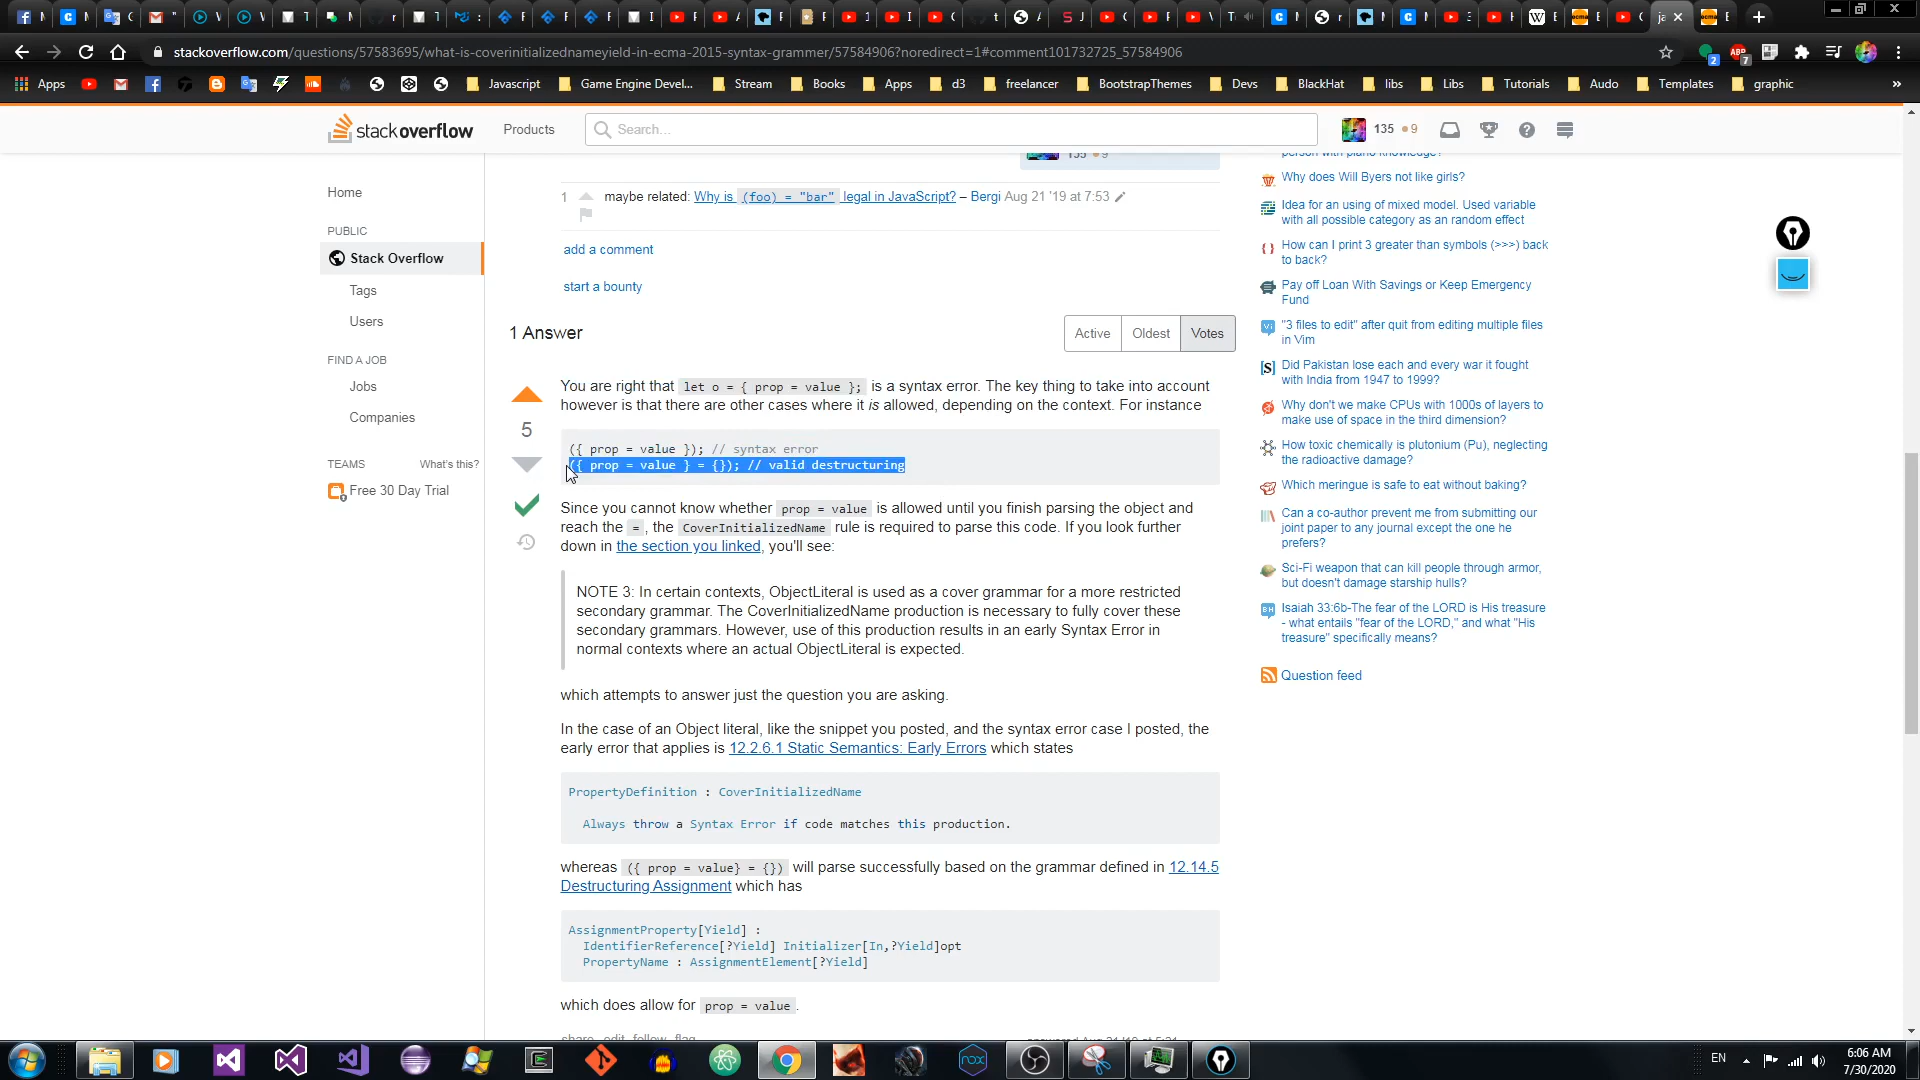 stackoverflow.com/questions/57583695/what-is-coverinitializednameyield-in-ecma-2015-syntax-grammer/57584906?noredirect=1#comment101732725_57584906
Apps
Javascript
Game Engine Devel...
Stream
Books
Apps
d3
freelancer
BootstrapThemes
Devs
BlackHat
libs
Libs
Tutorials
Audo
Templates
graphic
»
stackoverflow
Products
Search...
135 9
Home
PUBLIC
Stack Overflow
Tags
Users
FIND A JOB
Jobs
Companies
TEAMS What's this?
Free 30 Day Trial
135 9
1 maybe related: Why is (foo) = "bar" legal in JavaScript? – Bergi Aug 21 '19 at 7:53
add a comment
start a bounty
1 Answer
Active Oldest Votes
5
You are right that let o = { prop = value }; is a syntax error. The key thing to take into account
however is that there are other cases where it is allowed, depending on the context. For instance
({ prop = value }); // syntax error
({ prop = value } = {}); // valid destructuring
Since you cannot know whether prop = value is allowed until you finish parsing the object and
reach the =, the CoverInitializedName rule is required to parse this code. If you look further
down in the section you linked, you'll see:
NOTE 3: In certain contexts, ObjectLiteral is used as a cover grammar for a more restricted
secondary grammar. The CoverInitializedName production is necessary to fully cover these
secondary grammars. However, use of this production results in an early Syntax Error in
normal contexts where an actual ObjectLiteral is expected.
which attempts to answer just the question you are asking.
In the case of an Object literal, like the snippet you posted, and the syntax error case I posted, the
early error that applies is 12.2.6.1 Static Semantics: Early Errors which states
PropertyDefinition : CoverInitializedName
Always throw a Syntax Error if code matches this production.
whereas ({ prop = value} = {}) will parse successfully based on the grammar defined in 12.14.5
Destructuring Assignment which has
AssignmentProperty[Yield] :
IdentifierReference[?Yield] Initializer[In,?Yield]opt
PropertyName : AssignmentElement[?Yield]
which does allow for prop = value .
share edit follow flag
person with piano knowledge?
Why does Will Byers not like girls?
Idea for an using of mixed model. Used variable
with all possible category as an random effect
How can I print 3 greater than symbols (>>>) back
to back?
Pay off Loan With Savings or Keep Emergency
Fund
"3 files to edit" after quit from editing multiple files
in Vim
Did Pakistan lose each and every war it fought
with India from 1947 to 1999?
Why don't we make CPUs with 1000s of layers to
make use of space in the third dimension?
How toxic chemically is plutonium (Pu), neglecting
the radioactive damage?
Which meringue is safe to eat without baking?
Can a co-author prevent me from submitting our
joint paper to any journal except the one he
prefers?
Sci-Fi weapon that can kill people through armor,
but doesn't damage starship hulls?
Isaiah 33:6b-The fear of the LORD is His treasure
- what entails "fear of the LORD," and what "His
treasure" specifically means?
Question feed
EN
6:06 AM
7/30/2020